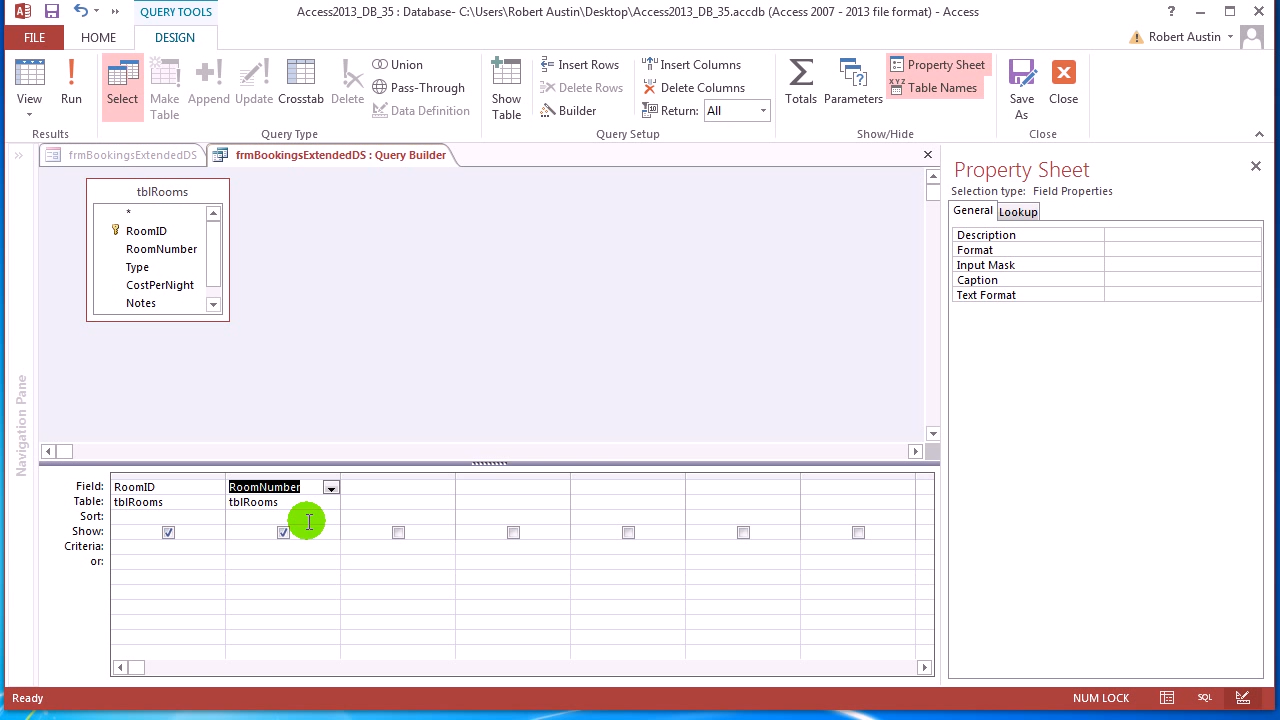 QUERY TOOLS
Access2013_DB_35 : Database- C:\Users\Robert Austin\Desktop\Access2013_DB_35.accdb (Access 2007 - 2013 file format) - Access
FILE
HOME
DESIGN
Robert Austin
View
Run
Select
Make Table
Append
Update
Crosstab
Delete
Union
Pass-Through
Data Definition
Show Table
Insert Rows
Delete Rows
Builder
Insert Columns
Delete Columns
Return: All
Totals
Parameters
Property Sheet
XYZ Table Names
Save As
Close
Results
Query Type
Query Setup
Show/Hide
Close
frmBookingsExtendedDS
frmBookingsExtendedDS : Query Builder
Navigation Pane
tblRooms
*
RoomID
RoomNumber
Type
CostPerNight
Notes
Property Sheet
Selection type: Field Properties
General
Lookup
Description
Format
Input Mask
Caption
Text Format
Field: RoomID RoomNumber
Table: tblRooms tblRooms
Sort:
Show:
Criteria:
or:
Ready
NUM LOCK
SQL